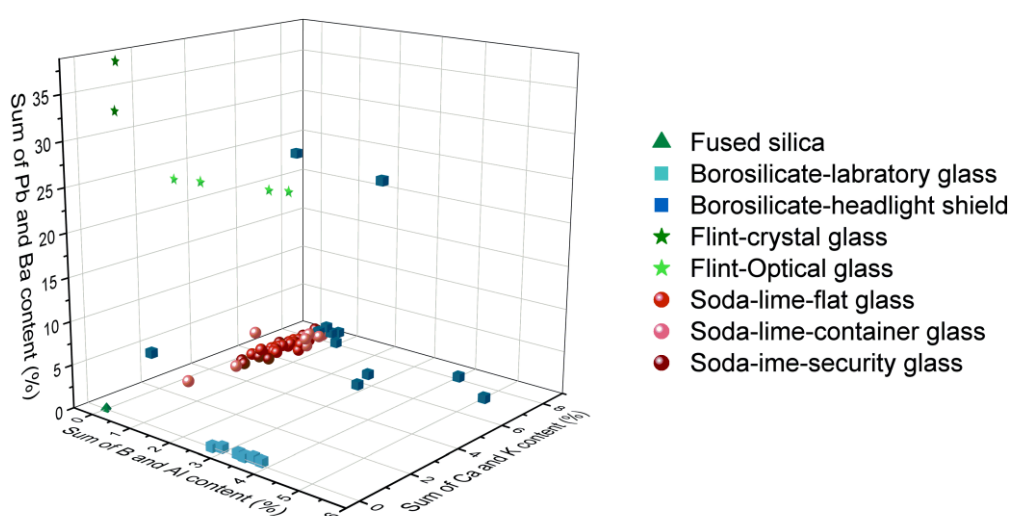 Sum of Pb and Ba content (%)
35
30
25
20
15
10
5
0
0
1
2
3
4
5
6
Sum of B and Al content (%)
0
2
4
6
8
Sum of Ca and K content (%)
Fused silica
Borosilicate-labratory glass
Borosilicate-headlight shield
Flint-crystal glass
Flint-Optical glass
Soda-lime-flat glass
Soda-lime-container glass
Soda-ime-security glass